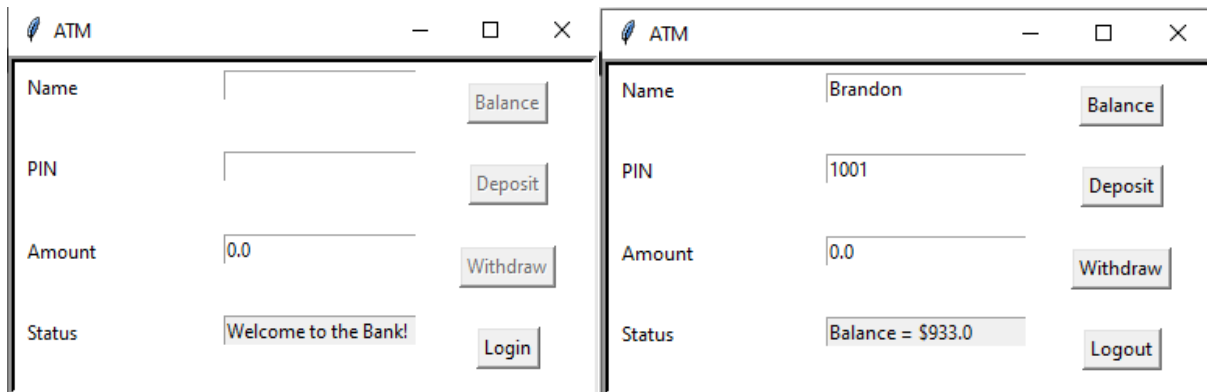 ATM
Name Balance
PIN Deposit
Amount 0.0 Withdraw
Status Welcome to the Bank! Login
ATM
Name Brandon Balance
PIN 1001 Deposit
Amount 0.0 Withdraw
Status Balance = $933.0 Logout